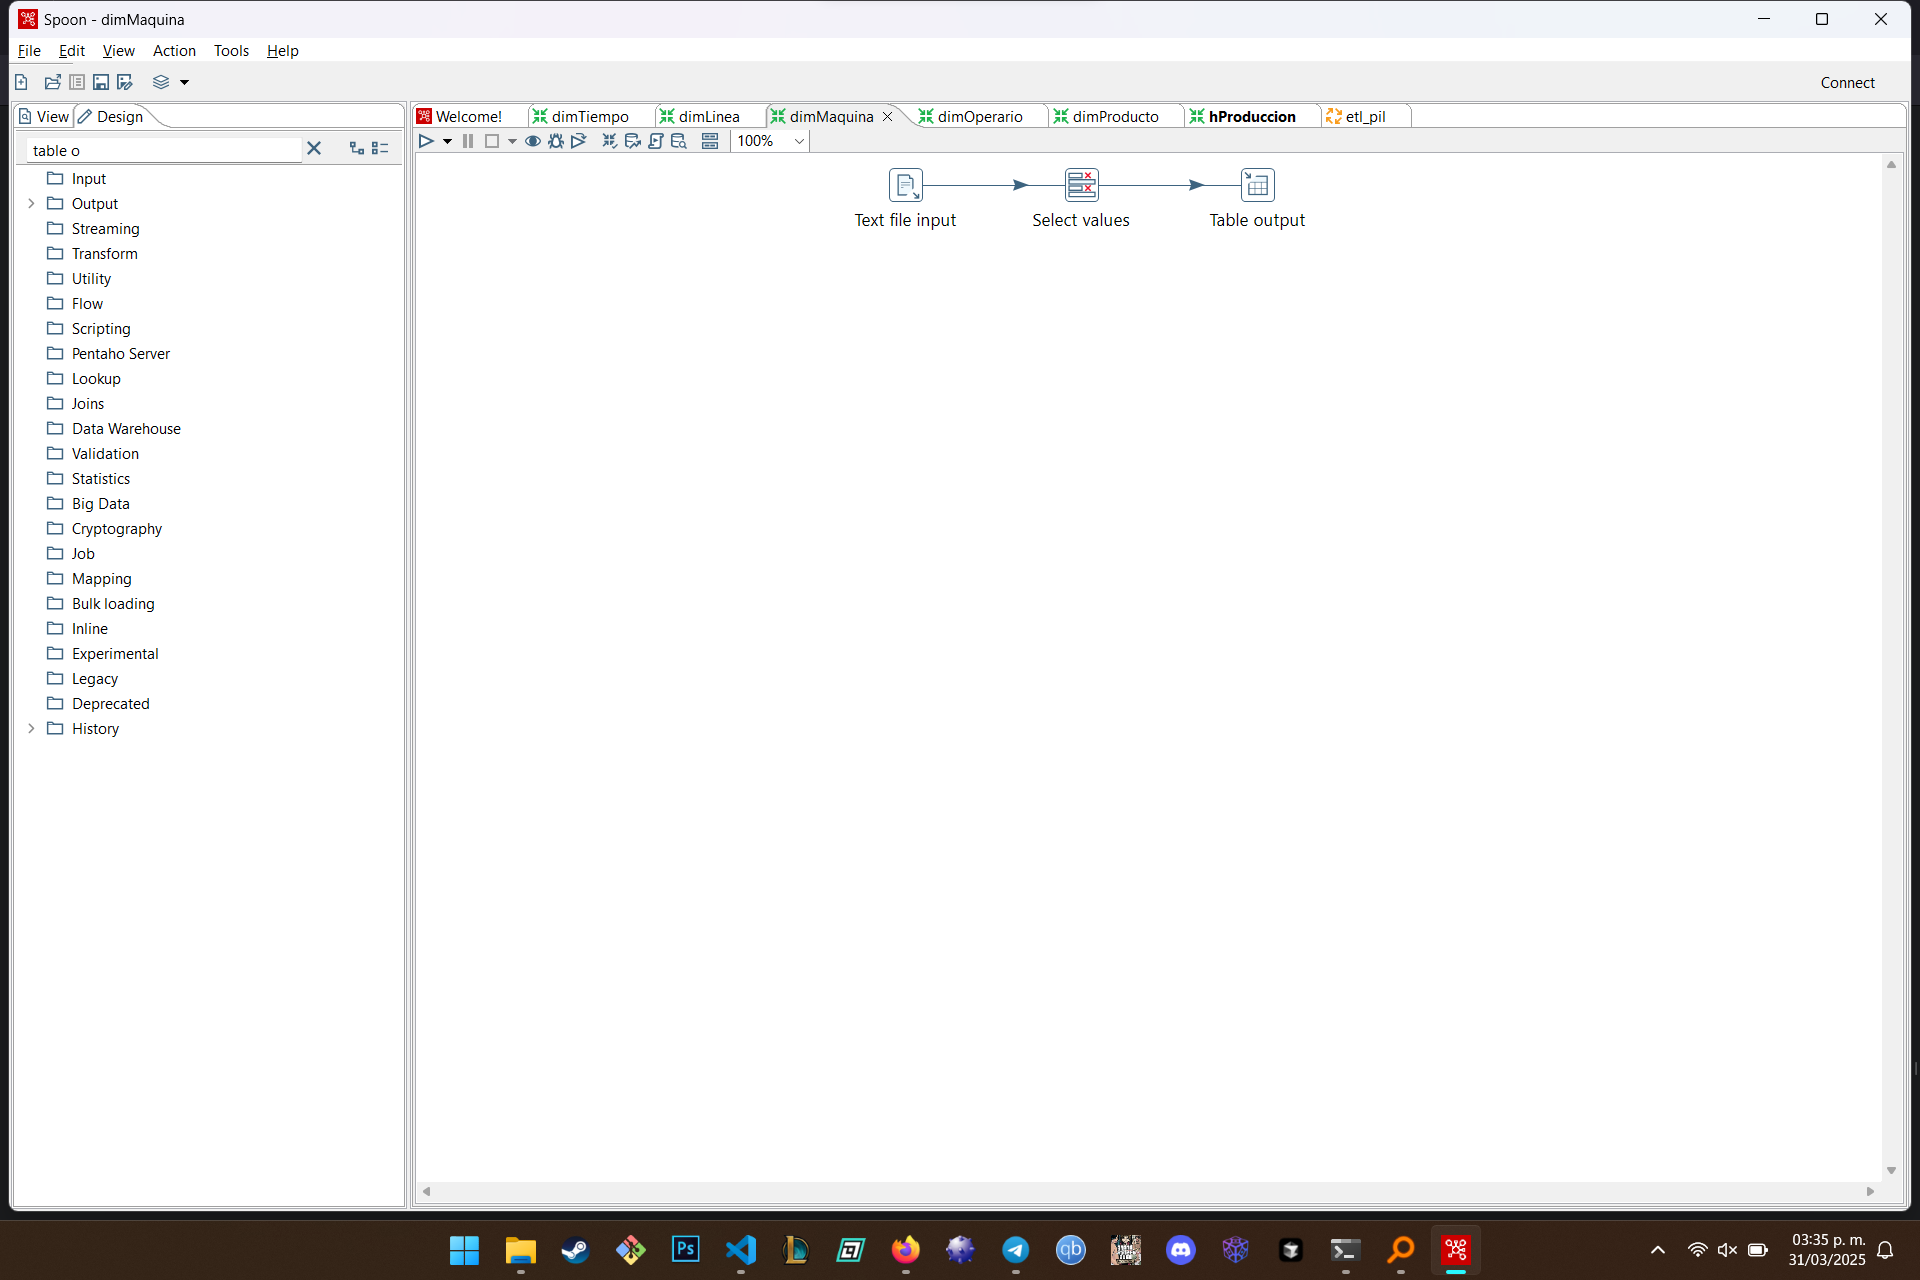 Spoon - dimMaquina
File Edit View Action Tools Help
Connect
View Design
Welcome! dimTiempo dimLinea dimMaquina dimOperario dimProducto hProduccion etl_pil
table o
100%
Input
Output
Streaming
Transform
Utility
Flow
Scripting
Pentaho Server
Lookup
Joins
Data Warehouse
Validation
Statistics
Big Data
Cryptography
Job
Mapping
Bulk loading
Inline
Experimental
Legacy
Deprecated
History
Text file input Select values Table output
Ps
qb
03:35 p. m.
31/03/2025